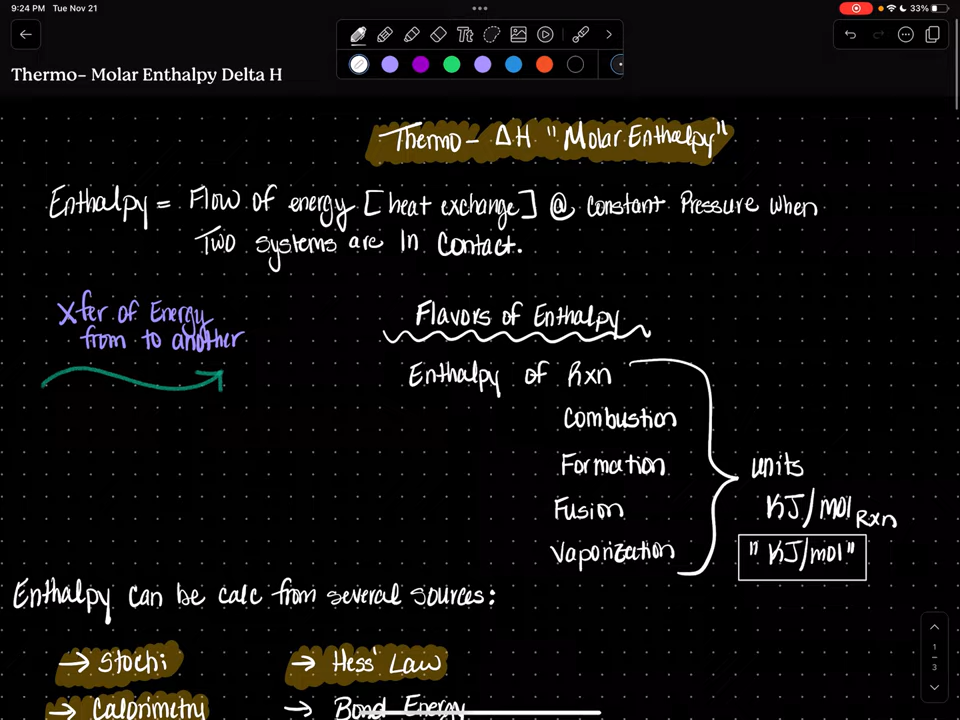 9:24 PM Tue Nov 21
33%
Thermo- Molar Enthalpy Delta H
Thermo - ΔH "Molar Enthalpy"
Enthalpy = Flow of energy [heat exchange] @ constant Pressure when
Two systems are in contact.
Xfer of Energy
from to another
Flavors of Enthalpy
Enthalpy of Rxn
Combustion
Formation
Fusion
Vaporization
units
KJ/mol Rxn
"KJ/mol"
Enthalpy can be calc from several sources:
→ Stochi
→ Hess' Law
→ Calorimetry
→ Bond Energy
1
3